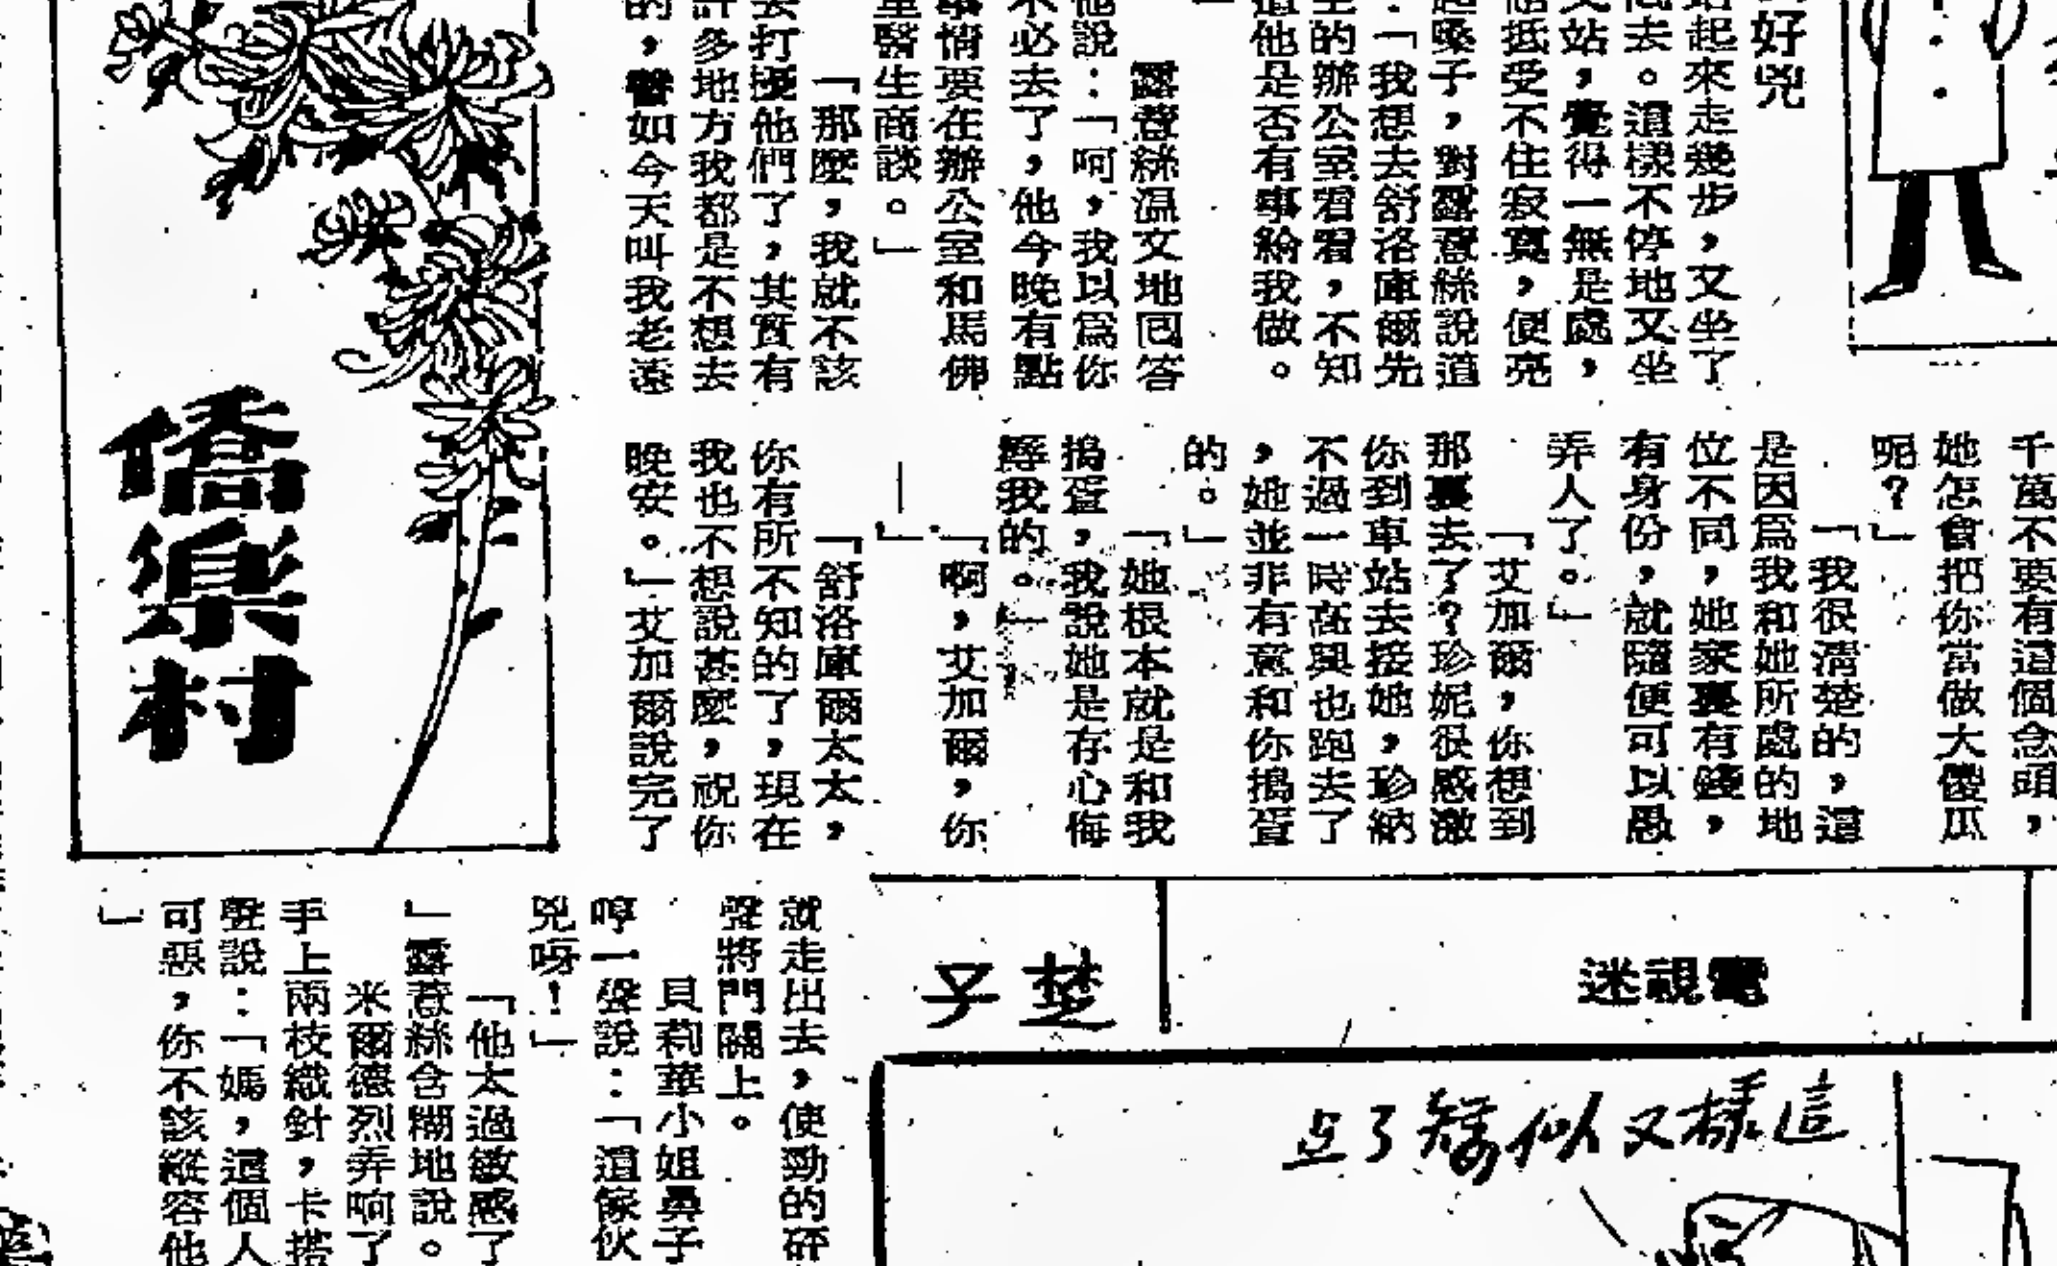 好兇
起來走幾步，又坐了
去。這樣不停地又坐
站，覺得一無是處，
抵受不住寂寞，便亮
嗓子，對露薏絲說道
：「我想去舒洛庫爾先
的辦公室看看，不知
他是否有事給我做。
」
露薏絲溫文地囘答
他說：「呵，我以爲你
不必去了，他今晚有點
事情要在辦公室和馬佛
里醫生商談。」
「那麼，我就不該
去打擾他們了，其實有
許多地方我都是不想去
的，譬如今天叫我老遠
千萬不要有這個念頭，
她怎會把你當做大傻瓜
呢？」
「我很清楚的，這
是因爲我和她所處的地
位不同，她家裏有錢，
有身份，就隨便可以愚
弄人了。」
「艾加爾，你想到
那裏去了？珍妮很感激
你到車站去接她，珍納
不過一時高興也跑去了
，她並非有意和你搗蛋
的。」
「她根本就是和我
搗蛋，我說她是存心侮
辱我的。」
「啊，艾加爾，你
—」
「舒洛庫爾太太，
你有所不知的了，現在
我也不想說甚麼，祝你
晚安。」艾加爾說完了
就走出去，使勁的砰
聲將門關上。
貝莉華小姐鼻子
哼一聲說：「這傢伙
兇呀！」
「他太過敏感了
」露薏絲含糊地說。
米爾德烈弄响了
手上兩枝織針，卡搭
聲說：「媽，這個人
可惡，你不該縱容他
」
僑樂村
電視迷
楚子
這樣又似矮了点